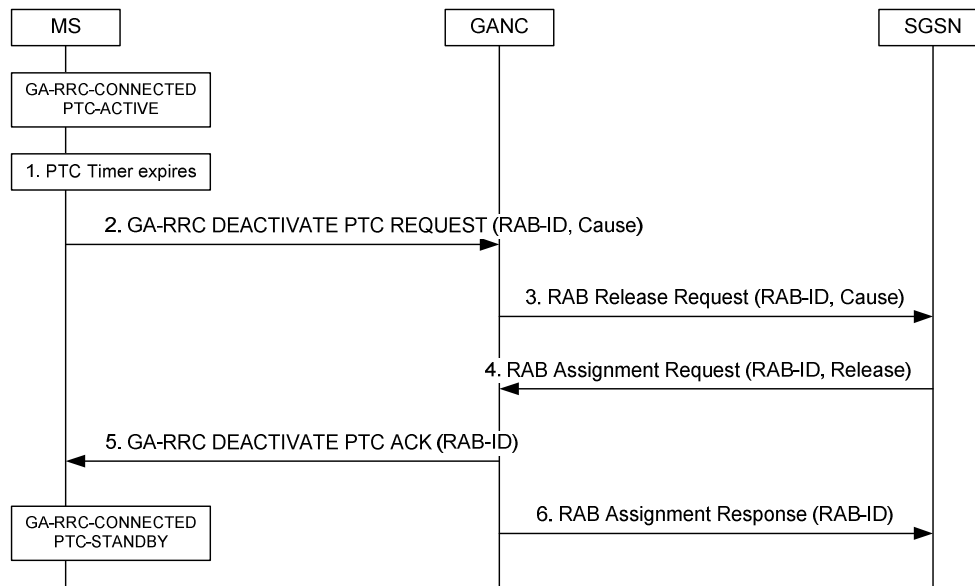 MS
GANC
SGSN
GA-RRC-CONNECTED
PTC-ACTIVE
1. PTC Timer expires
2. GA-RRC DEACTIVATE PTC REQUEST (RAB-ID, Cause)
3. RAB Release Request (RAB-ID, Cause)
4. RAB Assignment Request (RAB-ID, Release)
5. GA-RRC DEACTIVATE PTC ACK (RAB-ID)
GA-RRC-CONNECTED
PTC-STANDBY
6. RAB Assignment Response (RAB-ID)